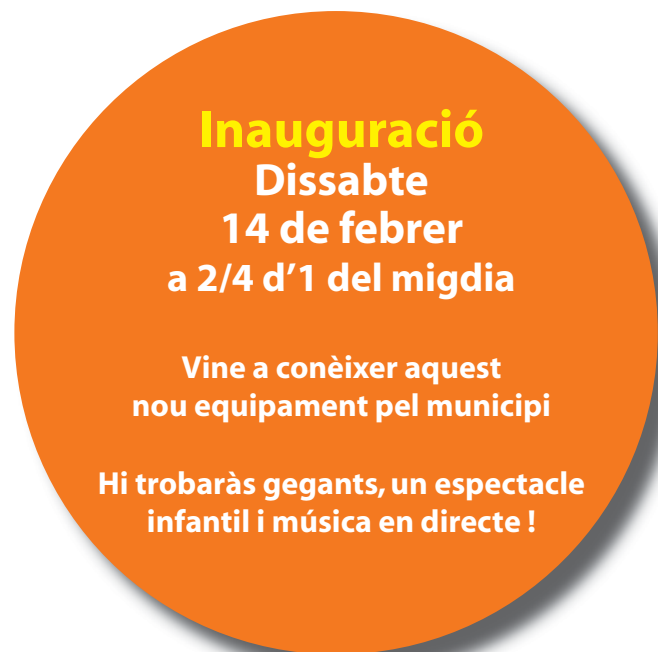 Inauguració
Dissabte
14 de febrer
a 2/4 d’1 del migdia
Vine a conèixer aquest
nou equipament pel municipi
Hi trobaràs gegants, un espectacle
infantil i música en directe !